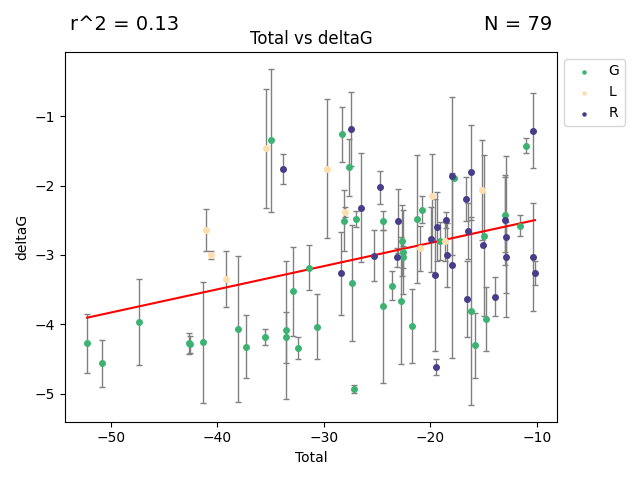 r^2 = 0.13
N = 79
Total vs deltaG
G
L
R
deltaG
−1
−2
−3
−4
−5
−50
−40
−30
−20
−10
Total